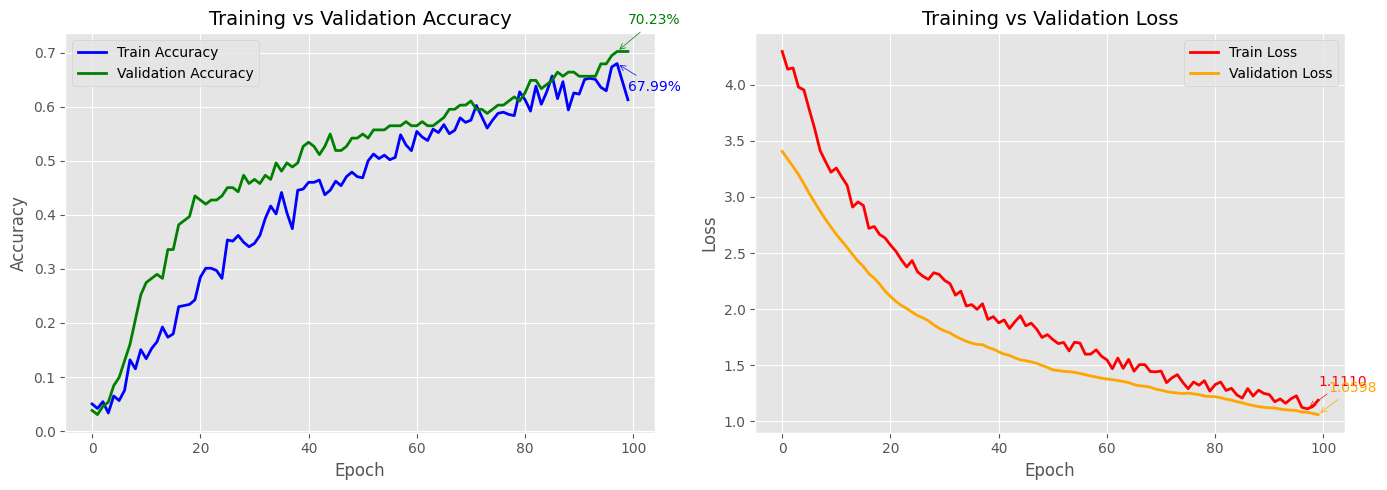 Training vs Validation Accuracy
70.23%
Train Accuracy
Validation Accuracy
67.99%
0.7
0.6
0.5
0.4
0.3
0.2
0.1
0.0
Accuracy
0 20 40 60 80 100
Epoch
Training vs Validation Loss
Train Loss
Validation Loss
4.0
3.5
3.0
2.5
2.0
1.5
1.0
Loss
1.1110
1.0598
0 20 40 60 80 100
Epoch